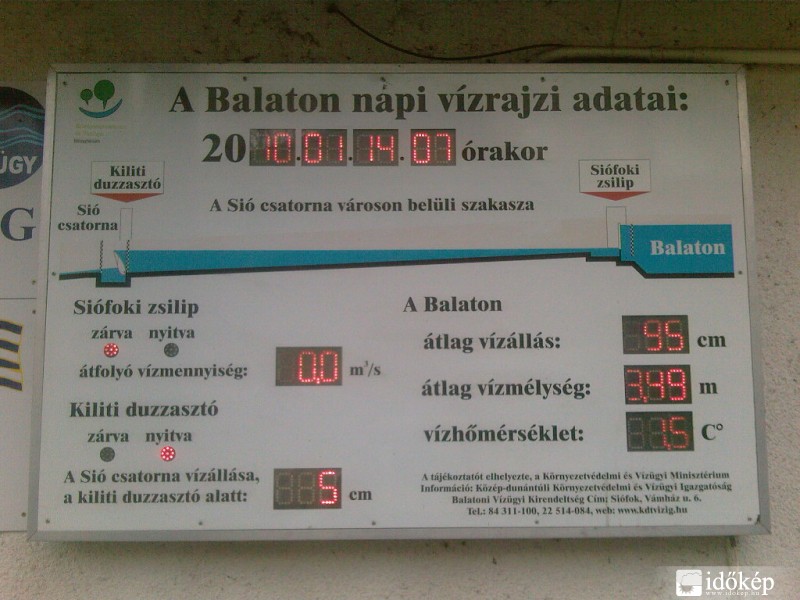 A Balaton napi vízrajzi adatai:
2010.01.14.07 órakor
ÜGY
G
Kiliti
duzzasztó
Siófoki
zsilip
Sió
csatorna
A Sió csatorna városon belüli szakasza
Balaton
Siófoki zsilip
zárva nyitva
átfolyó vízmennyiség: 0,0 m³/s
Kiliti duzzasztó
zárva nyitva
A Sió csatorna vízállása,
a kiliti duzzasztó alatt: 5 cm
A Balaton
átlag vízállás: 95 cm
átlag vízmélység: 3,49 m
vízhőmérséklet: 1,5 C°
A tájékoztatót elhelyezte, a Környezetvédelmi és Vízügyi Minisztérium
Információ: Közép-dunántúli Környezetvédelmi és Vízügyi Igazgatóság
Balatoni Vízügyi Kirendeltség Cím: Siófok, Vámház u. 6.
Tel.: 84 311-100, 22 514-084, web: www.kdtvizig.hu
időkép
www.idokep.hu